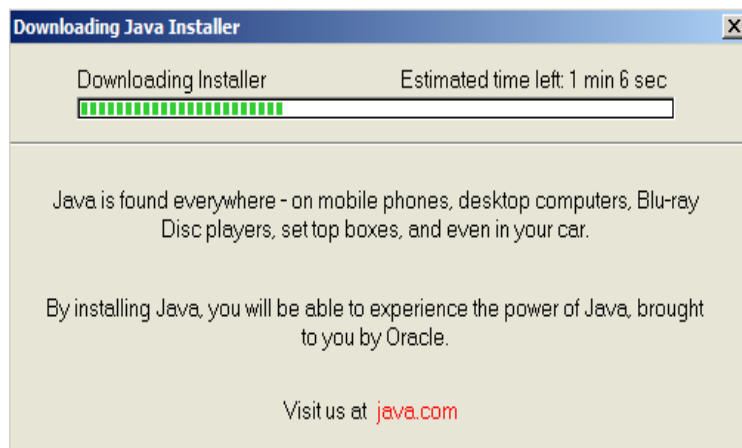 Downloading Java Installer
Downloading Installer Estimated time left: 1 min 6 sec
Java is found everywhere - on mobile phones, desktop computers, Blu-ray
Disc players, set top boxes, and even in your car.
By installing Java, you will be able to experience the power of Java, brought
to you by Oracle.
Visit us at java.com